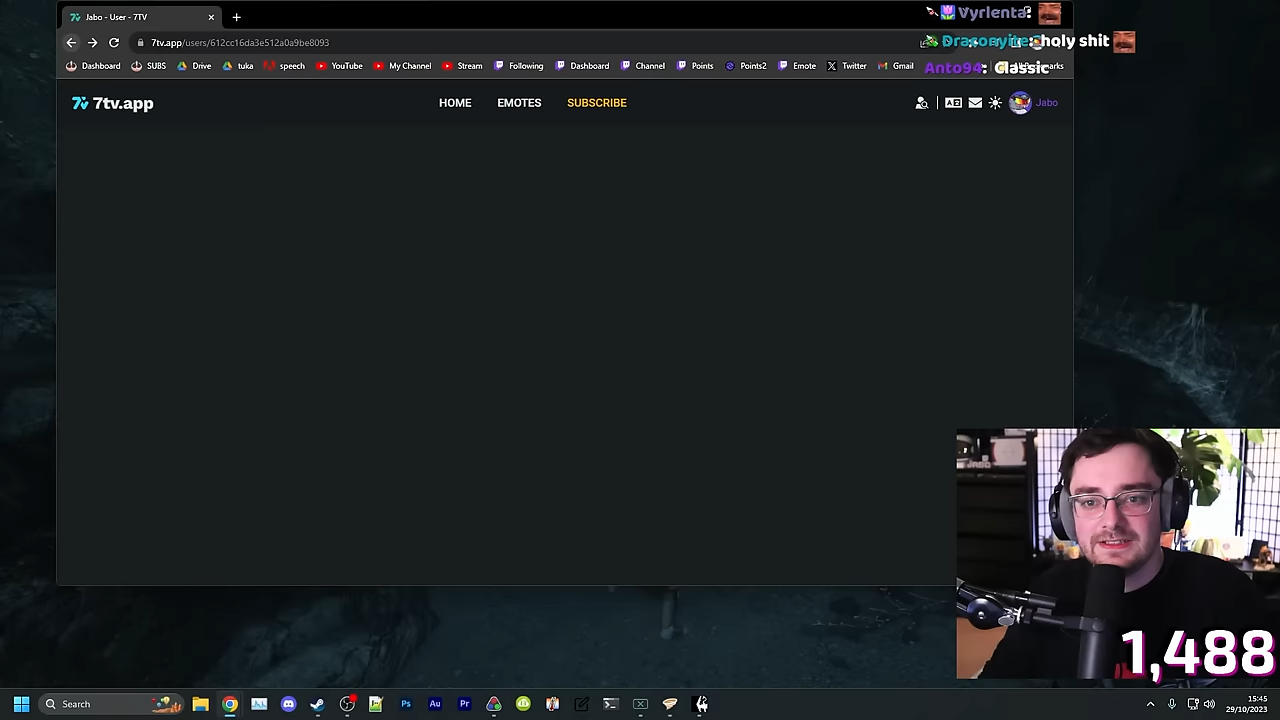 Jabo - User - 7TV
Vyrlenta:
7tv.app/users/612cc16da3e512a0a9be8093
holy shit
Dashboard SUBS Drive tuka speech YouTube My Channel Stream Following Dashboard Channel Points Points2 Emote Twitter Gmail
Anto94: Classic
7tv.app HOME EMOTES SUBSCRIBE Jabo
1,488
Search
15:45
29/10/2023